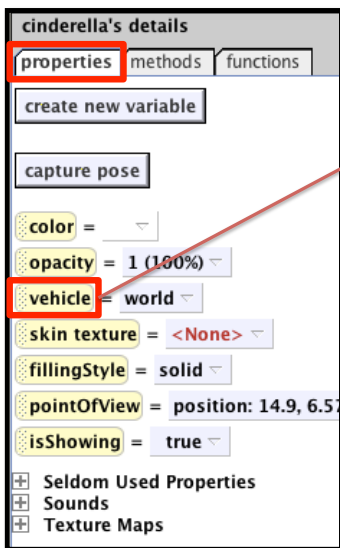 cinderella's details
properties methods functions
create new variable
capture pose
color =
opacity = 1 (100%)
vehicle = world
skin texture = <None>
fillingStyle = solid
pointOfView = position: 14.9, 6.57
isShowing = true
Seldom Used Properties
Sounds
Texture Maps